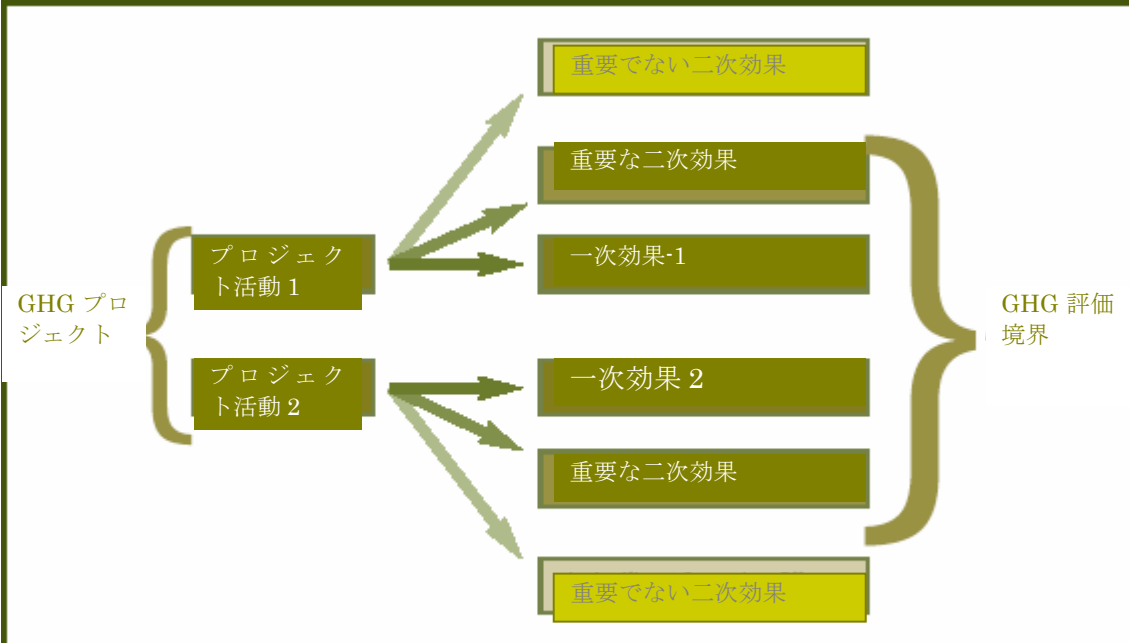 重要でない二次効果
重要な二次効果
プロジェク
ト活動 1
一次効果-1
GHG プロ
ジェクト
GHG 評価
境界
プロジェク
ト活動 2
一次効果 2
重要な二次効果
重要でない二次効果